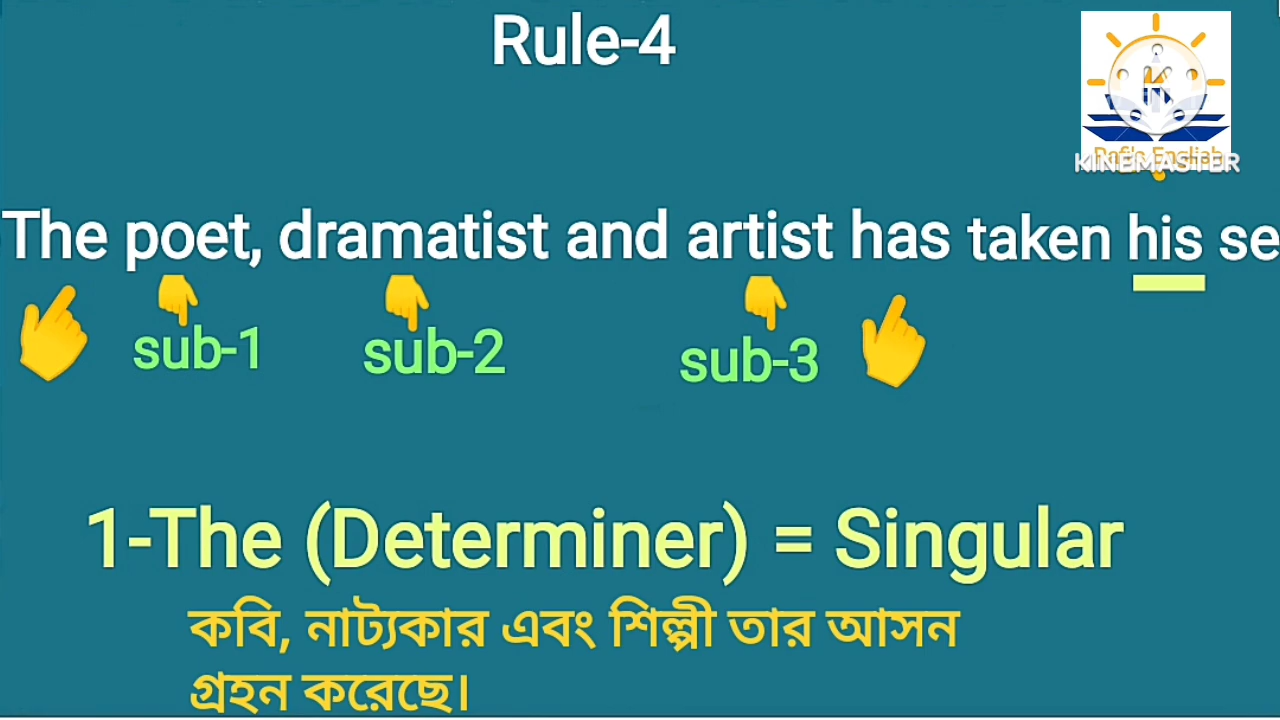 Rule-4
KINEMASTER
The poet, dramatist and artist has taken his se
sub-1 sub-2 sub-3
1-The (Determiner) = Singular
কবি, নাট্যকার এবং শিল্পী তার আসন
গ্রহন করেছে।